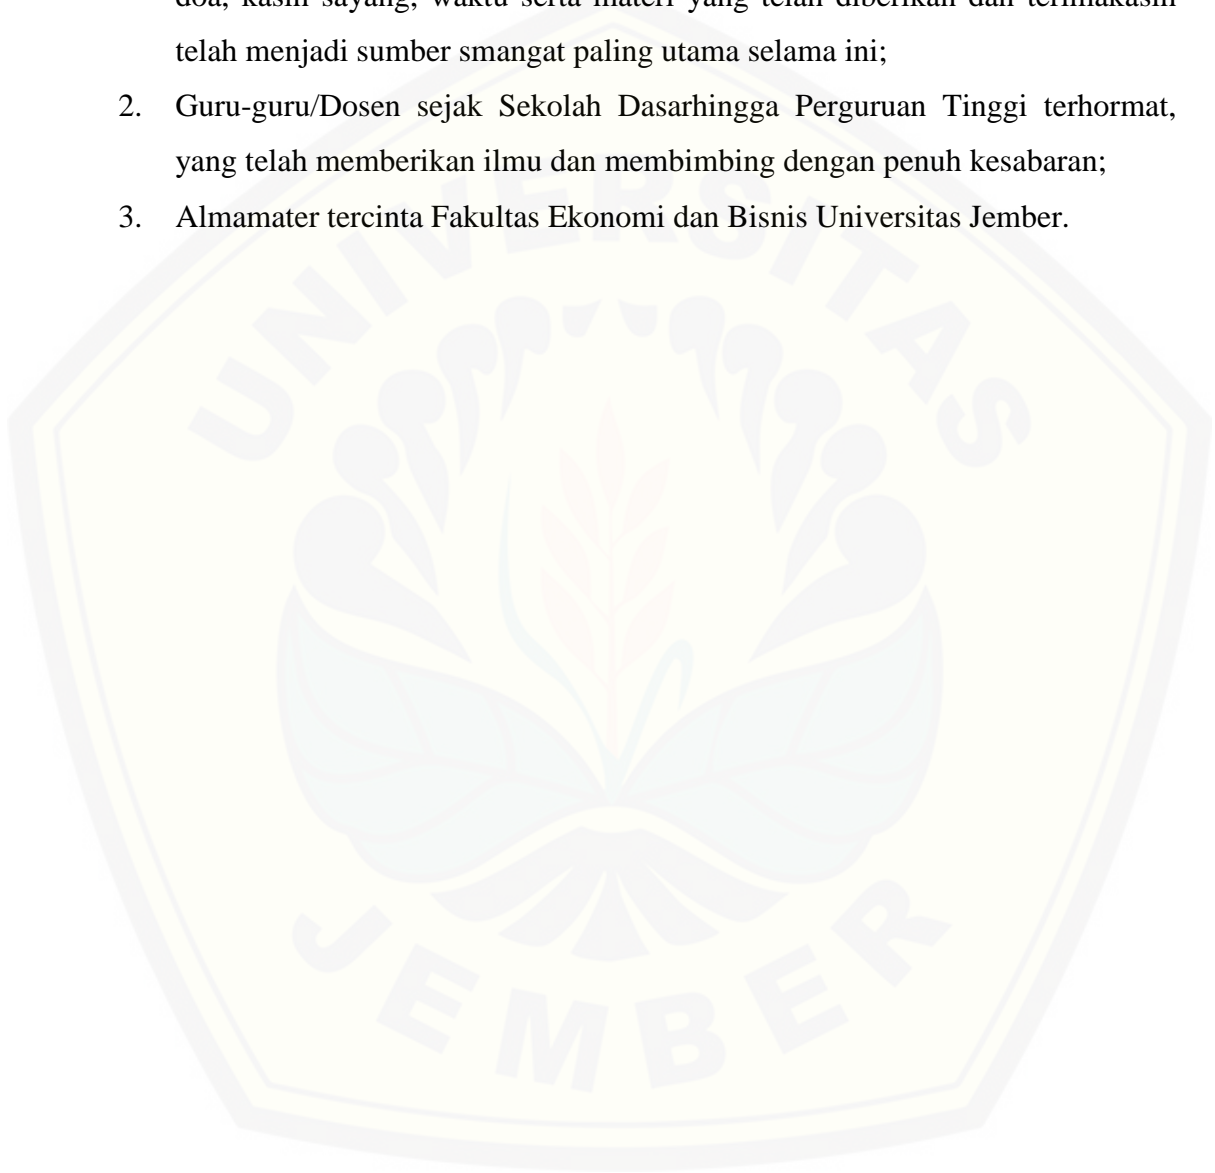 doa, kasih sayang, waktu serta materi yang telah diberikan dan terimakasih
telah menjadi sumber smangat paling utama selama ini;
2. Guru-guru/Dosen sejak Sekolah Dasarhingga Perguruan Tinggi terhormat,
yang telah memberikan ilmu dan membimbing dengan penuh kesabaran;
3. Almamater tercinta Fakultas Ekonomi dan Bisnis Universitas Jember.
UNIVERSITAS
JEMBER